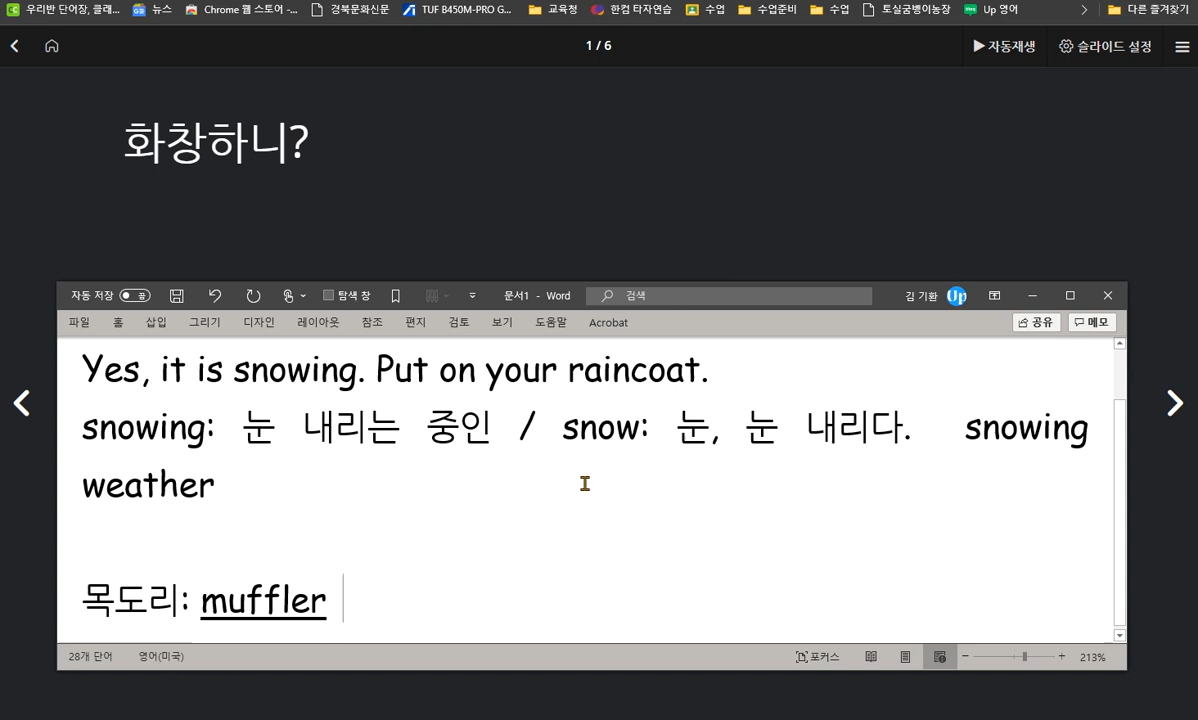 우리반 단어장, 클래... 뉴스 Chrome 웹 스토어 -... 경북문화신문 TUF B450M-PRO G... 교육청 한컴 타자연습 수업 수업준비 수업 토실굼벵이농장 Up 영어 다른 즐겨찾기
1 / 6 자동재생 슬라이드 설정
화창하니?
자동 저장 끔 탐색 창 문서1 - Word 검색 김 기환 Up
파일 홈 삽입 그리기 디자인 레이아웃 참조 편지 검토 보기 도움말 Acrobat 공유 메모
Yes, it is snowing. Put on your raincoat.
snowing: 눈 내리는 중인 / snow: 눈, 눈 내리다. snowing
weather
목도리: muffler
28개 단어 영어(미국) 포커스 213%